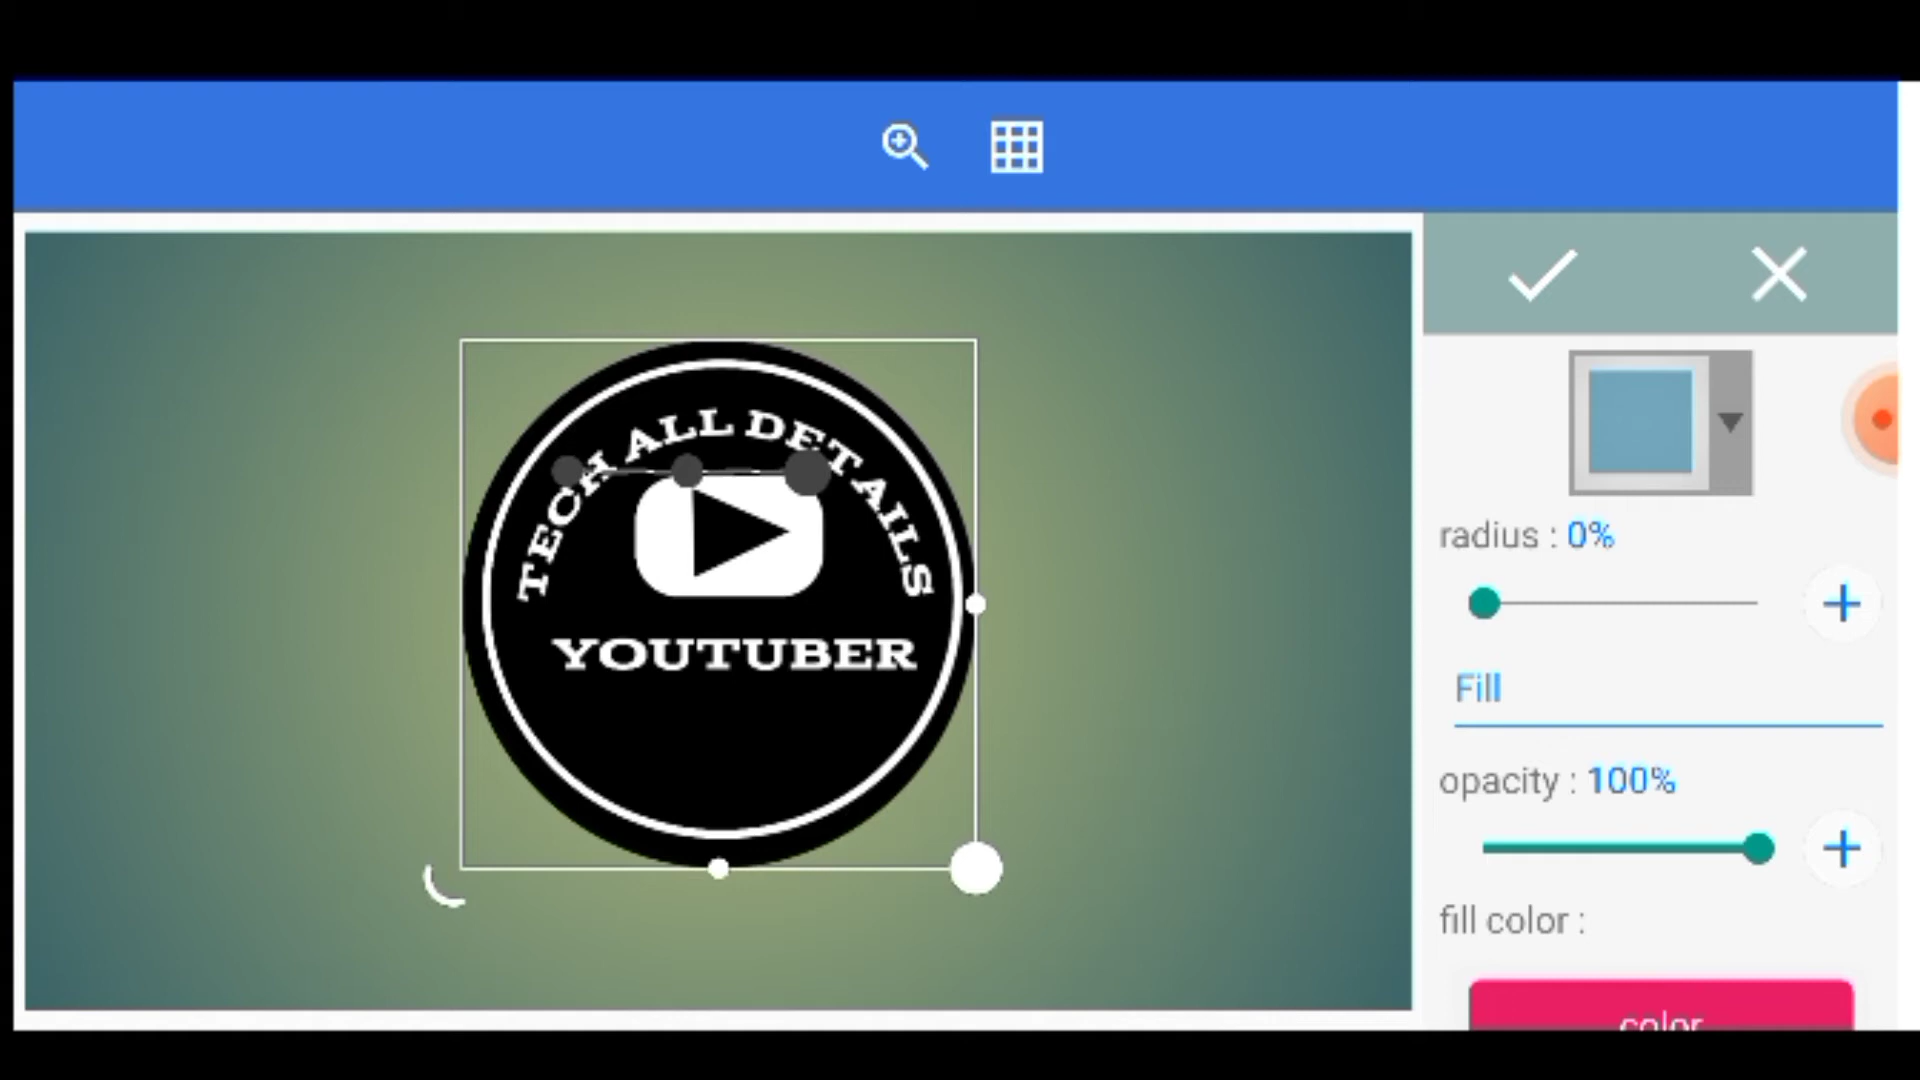 TECH ALL DETAILS
YOUTUBER
radius : 0%
Fill
opacity : 100%
fill color :
color